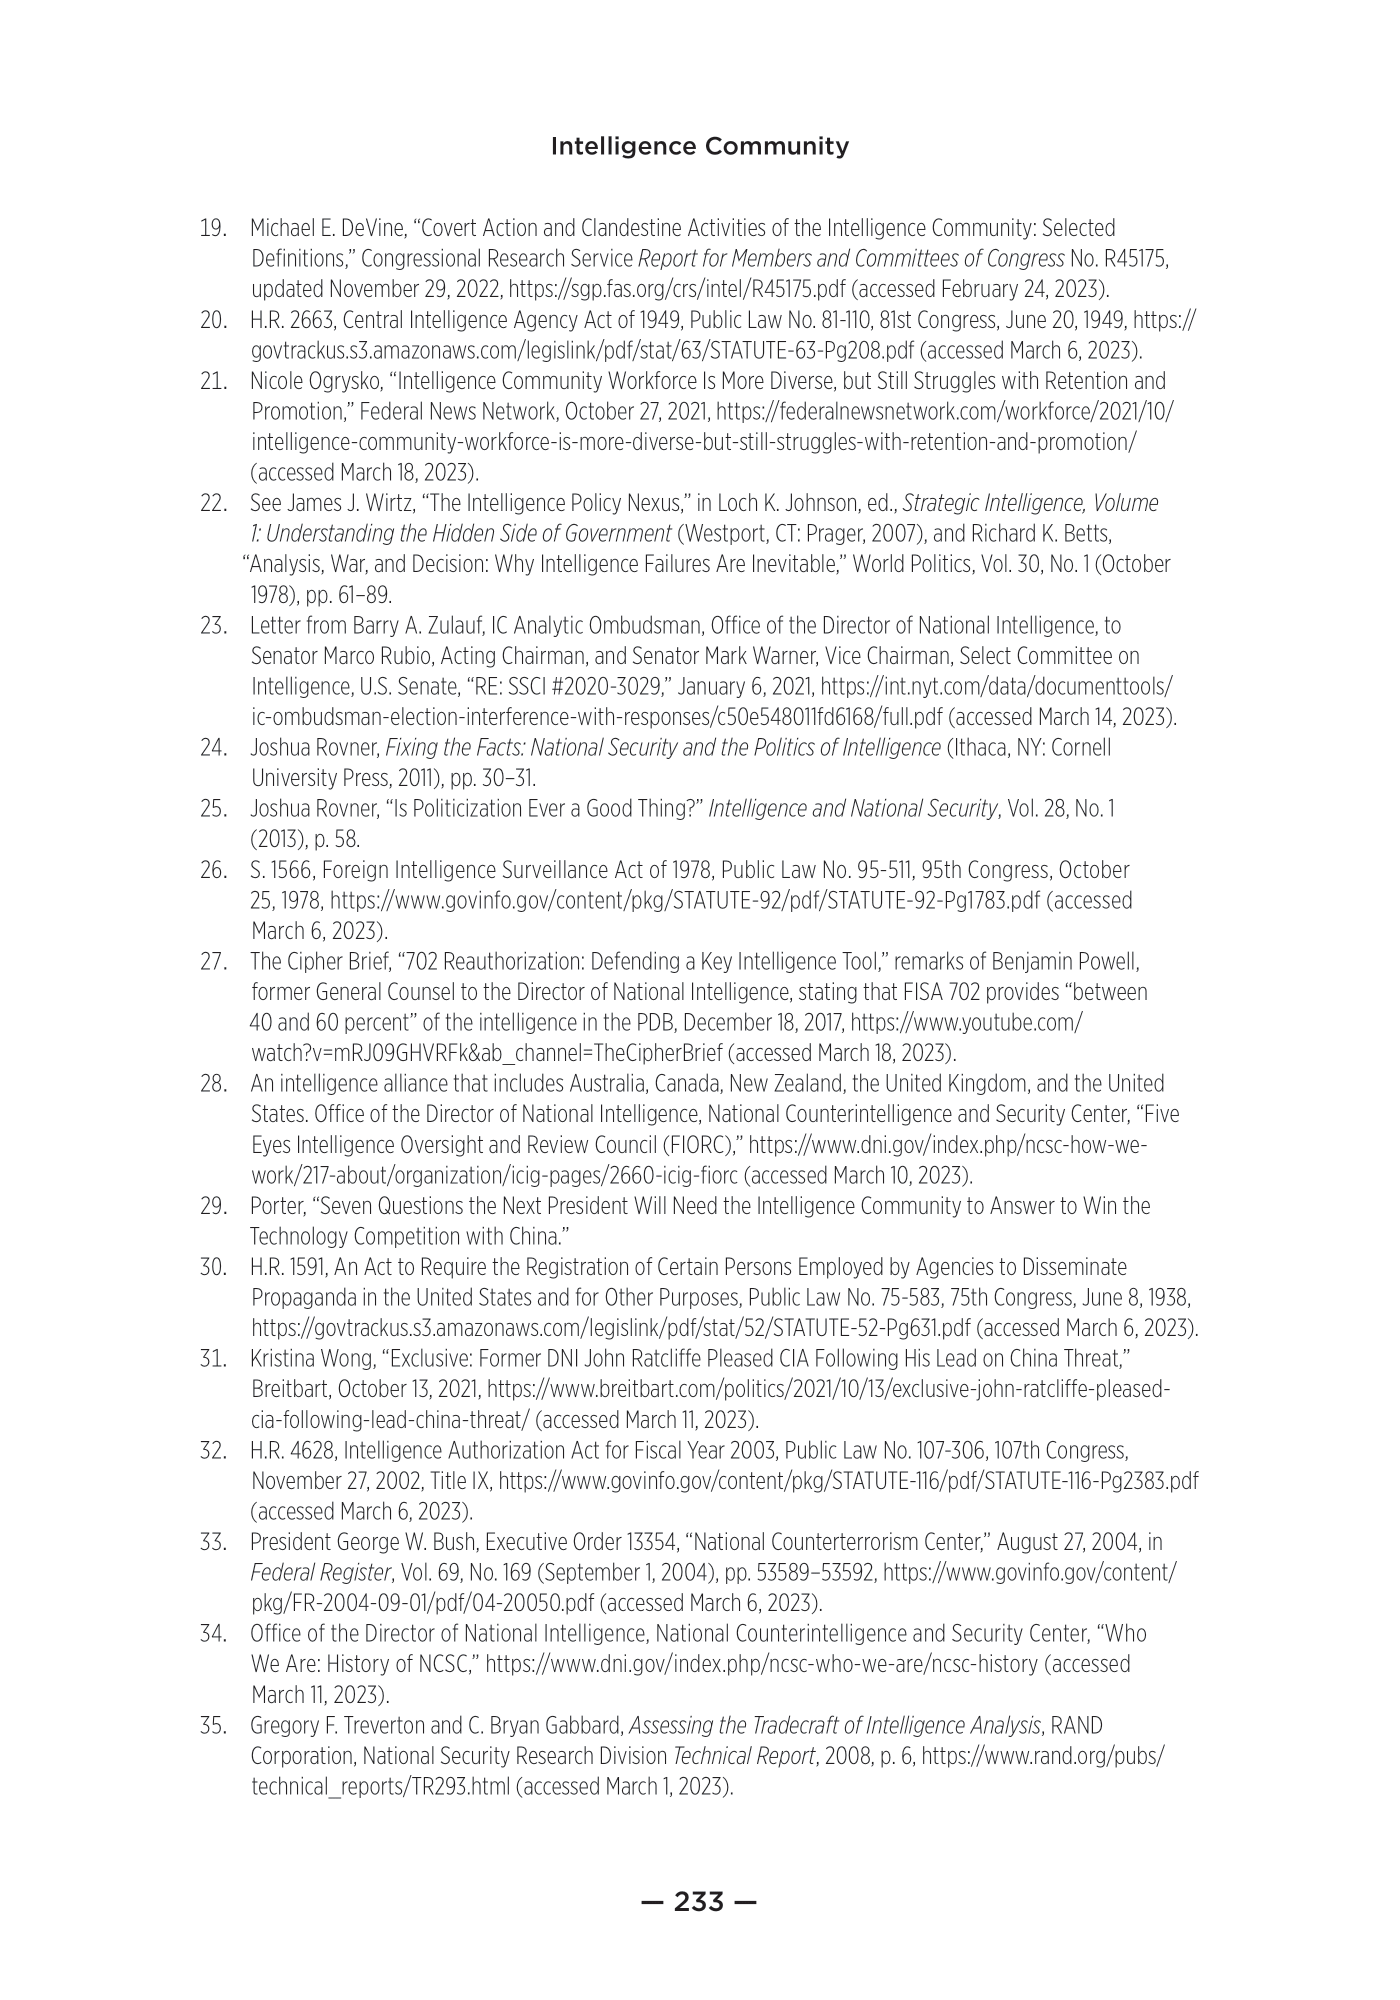 Intelligence Community
19. Michael E. DeVine, “Covert Action and Clandestine Activities of the Intelligence Community: Selected
Definitions,” Congressional Research Service Report for Members and Committees of Congress No. R45175,
updated November 29, 2022, https://sgp.fas.org/crs/intel/R45175.pdf (accessed February 24, 2023).
20. H.R. 2663, Central Intelligence Agency Act of 1949, Public Law No. 81-110, 81st Congress, June 20, 1949, https://
govtrackus.s3.amazonaws.com/legislink/pdf/stat/63/STATUTE-63-Pg208.pdf (accessed March 6, 2023).
21. Nicole Ogrysko, “Intelligence Community Workforce Is More Diverse, but Still Struggles with Retention and
Promotion,” Federal News Network, October 27, 2021, https://federalnewsnetwork.com/workforce/2021/10/
intelligence-community-workforce-is-more-diverse-but-still-struggles-with-retention-and-promotion/
(accessed March 18, 2023).
22. See James J. Wirtz, “The Intelligence Policy Nexus,” in Loch K. Johnson, ed., Strategic Intelligence, Volume
1: Understanding the Hidden Side of Government (Westport, CT: Prager, 2007), and Richard K. Betts,
“Analysis, War, and Decision: Why Intelligence Failures Are Inevitable,” World Politics, Vol. 30, No. 1 (October
1978), pp. 61–89.
23. Letter from Barry A. Zulauf, IC Analytic Ombudsman, Office of the Director of National Intelligence, to
Senator Marco Rubio, Acting Chairman, and Senator Mark Warner, Vice Chairman, Select Committee on
Intelligence, U.S. Senate, “RE: SSCI #2020-3029,” January 6, 2021, https://int.nyt.com/data/documenttools/
ic-ombudsman-election-interference-with-responses/c50e548011fd6168/full.pdf (accessed March 14, 2023).
24. Joshua Rovner, Fixing the Facts: National Security and the Politics of Intelligence (Ithaca, NY: Cornell
University Press, 2011), pp. 30–31.
25. Joshua Rovner, “Is Politicization Ever a Good Thing?” Intelligence and National Security, Vol. 28, No. 1
(2013), p. 58.
26. S. 1566, Foreign Intelligence Surveillance Act of 1978, Public Law No. 95-511, 95th Congress, October
25, 1978, https://www.govinfo.gov/content/pkg/STATUTE-92/pdf/STATUTE-92-Pg1783.pdf (accessed
March 6, 2023).
27. The Cipher Brief, “702 Reauthorization: Defending a Key Intelligence Tool,” remarks of Benjamin Powell,
former General Counsel to the Director of National Intelligence, stating that FISA 702 provides “between
40 and 60 percent” of the intelligence in the PDB, December 18, 2017, https://www.youtube.com/
watch?v=mRJ09GHVRFk&ab_channel=TheCipherBrief (accessed March 18, 2023).
28. An intelligence alliance that includes Australia, Canada, New Zealand, the United Kingdom, and the United
States. Office of the Director of National Intelligence, National Counterintelligence and Security Center, “Five
Eyes Intelligence Oversight and Review Council (FIORC),” https://www.dni.gov/index.php/ncsc-how-we-
work/217-about/organization/icig-pages/2660-icig-fiorc (accessed March 10, 2023).
29. Porter, “Seven Questions the Next President Will Need the Intelligence Community to Answer to Win the
Technology Competition with China.”
30. H.R. 1591, An Act to Require the Registration of Certain Persons Employed by Agencies to Disseminate
Propaganda in the United States and for Other Purposes, Public Law No. 75-583, 75th Congress, June 8, 1938,
https://govtrackus.s3.amazonaws.com/legislink/pdf/stat/52/STATUTE-52-Pg631.pdf (accessed March 6, 2023).
31. Kristina Wong, “Exclusive: Former DNI John Ratcliffe Pleased CIA Following His Lead on China Threat,”
Breitbart, October 13, 2021, https://www.breitbart.com/politics/2021/10/13/exclusive-john-ratcliffe-pleased-
cia-following-lead-china-threat/ (accessed March 11, 2023).
32. H.R. 4628, Intelligence Authorization Act for Fiscal Year 2003, Public Law No. 107-306, 107th Congress,
November 27, 2002, Title IX, https://www.govinfo.gov/content/pkg/STATUTE-116/pdf/STATUTE-116-Pg2383.pdf
(accessed March 6, 2023).
33. President George W. Bush, Executive Order 13354, “National Counterterrorism Center,” August 27, 2004, in
Federal Register, Vol. 69, No. 169 (September 1, 2004), pp. 53589–53592, https://www.govinfo.gov/content/
pkg/FR-2004-09-01/pdf/04-20050.pdf (accessed March 6, 2023).
34. Office of the Director of National Intelligence, National Counterintelligence and Security Center, “Who
We Are: History of NCSC,” https://www.dni.gov/index.php/ncsc-who-we-are/ncsc-history (accessed
March 11, 2023).
35. Gregory F. Treverton and C. Bryan Gabbard, Assessing the Tradecraft of Intelligence Analysis, RAND
Corporation, National Security Research Division Technical Report, 2008, p. 6, https://www.rand.org/pubs/
technical_reports/TR293.html (accessed March 1, 2023).
— 233 —